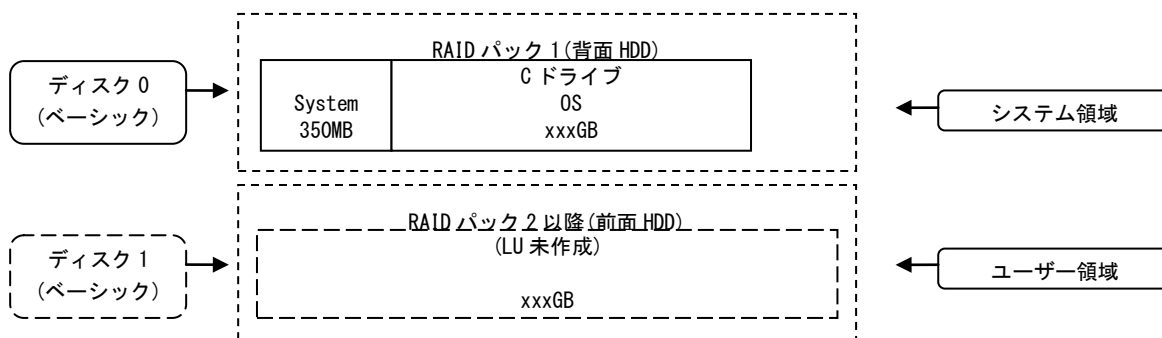 RAID パック 1(背面 HDD)
ディスク 0
(ベーシック)
System
350MB
C ドライブ
OS
xxxGB
システム領域
RAID パック 2 以降(前面 HDD)
(LU 未作成)
ディスク 1
(ベーシック)
xxxGB
ユーザー領域